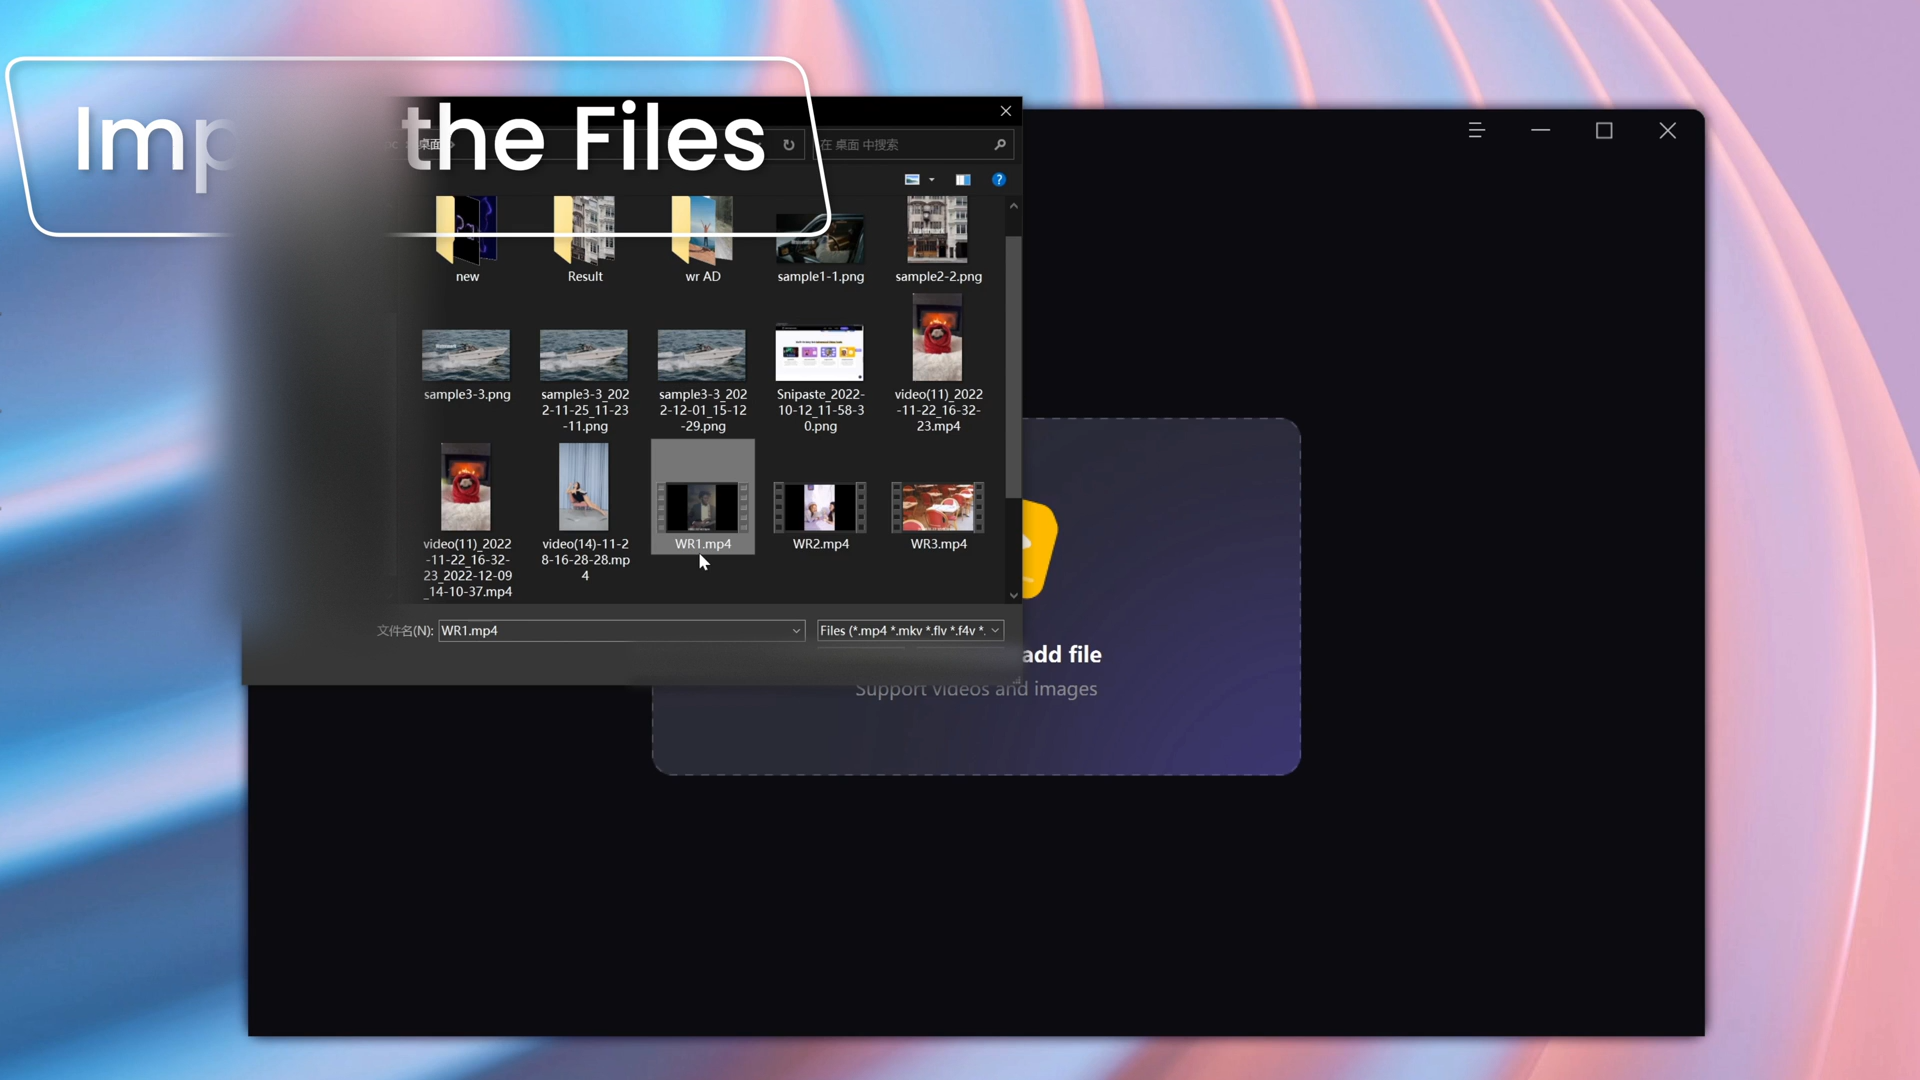 Imp the Files
桌面
在 桌面 中搜索
new
Result
wr AD
sample1-1.png
sample2-2.png
sample3-3.png
sample3-3_202
2-11-25_11-23
-11.png
sample3-3_202
2-12-01_15-12
-29.png
Snipaste_2022-
10-12_11-58-3
0.png
video(11)_2022
-11-22_16-32-
23.mp4
video(11)_2022
-11-22_16-32-
23_2022-12-09
_14-10-37.mp4
video(14)-11-2
8-16-28-28.mp
4
WR1.mp4
WR2.mp4
WR3.mp4
文件名(N):
WR1.mp4
Files (*.mp4 *.mkv *.flv *.f4v *.
add file
Support videos and images